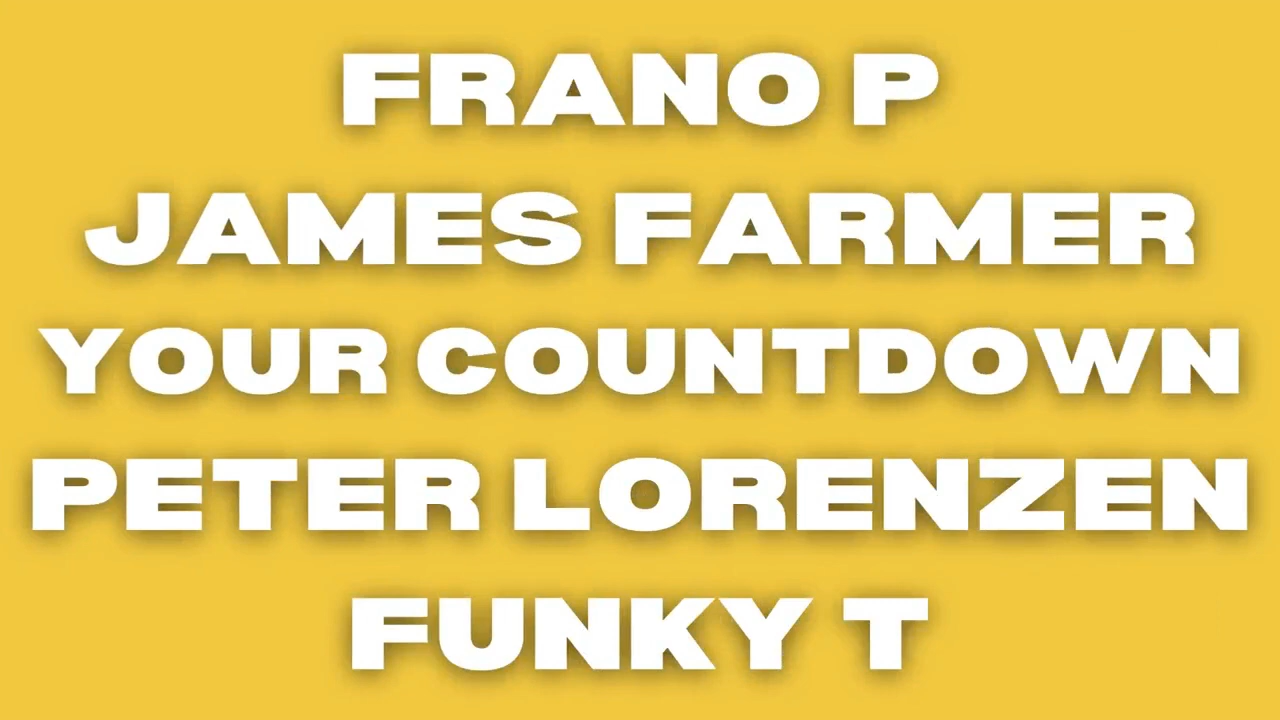 FRANO P
JAMES FARMER
YOUR COUNTDOWN
PETER LORENZEN
FUNKY T